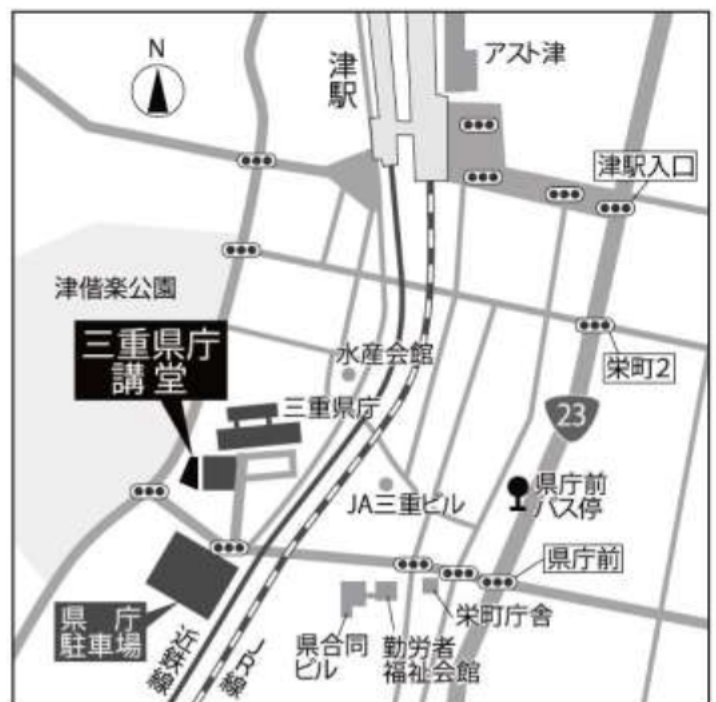 N
津駅
アスト津
津駅入口
津偕楽公園
三重県庁
講堂
水産会館
栄町2
三重県庁
23
JA三重ビル
県庁前
バス停
県庁前
県庁
駐車場
近鉄線
JR線
県合同
ビル
勤労者
福祉会館
栄町庁舎